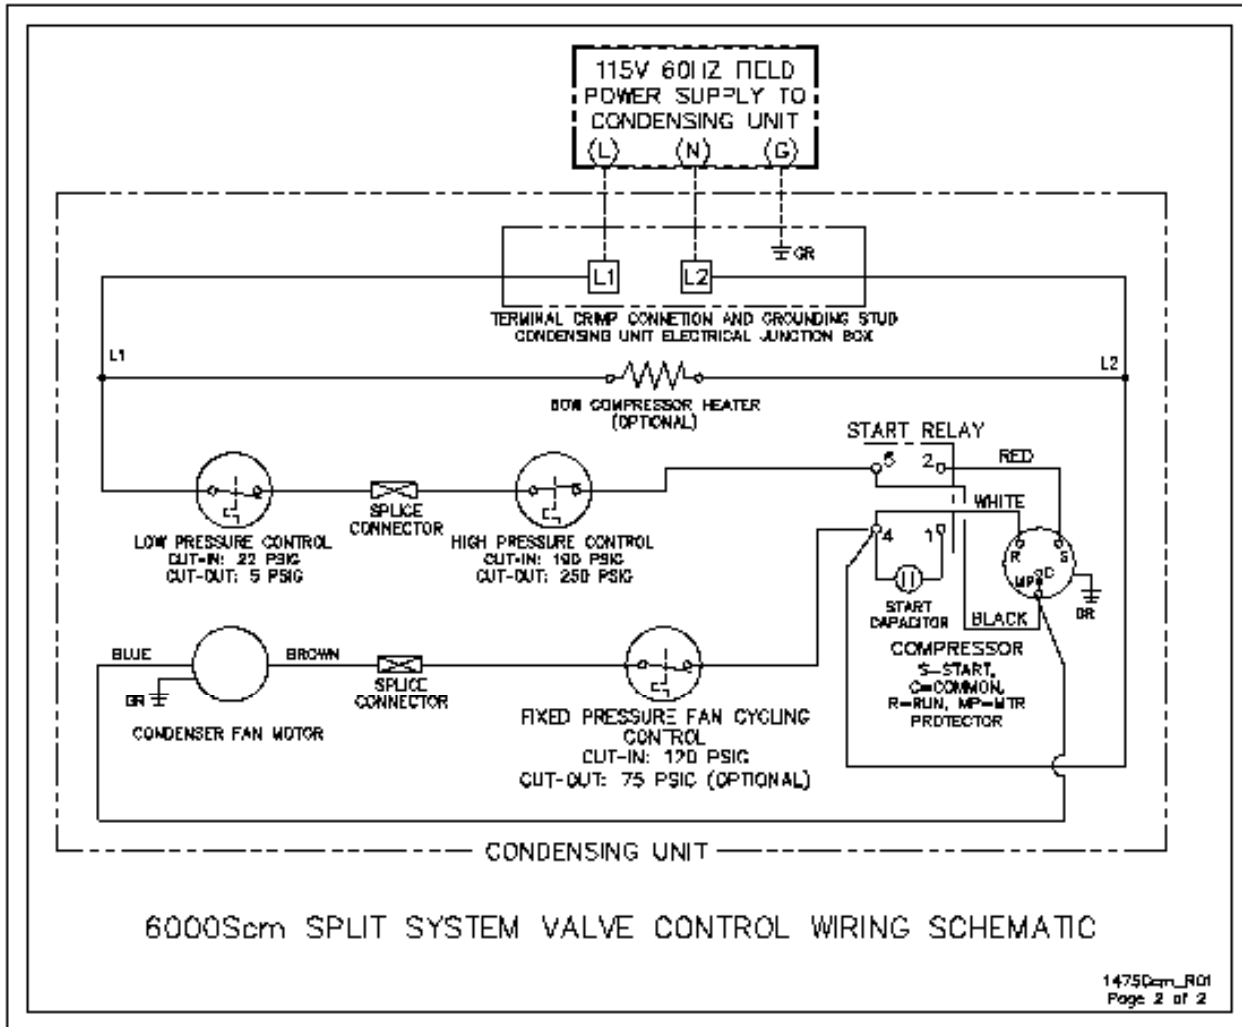 115V 60HZ FIELD
POWER SUPPLY TO
CONDENSING UNIT
(L) (N) (G)
GR
L1 L2
TERMINAL CRIMP CONNETION AND GROUNDING STUD
CONDENSING UNIT ELECTRICAL JUNCTION BOX
L1
L2
COMPRESSOR HEATER
(OPTIONAL)
START RELAY
5 2
RED
WHITE
4 1
R S
C
MP
GR
START
CAPACITOR
BLACK
COMPRESSOR
S-START,
C=COMMON,
R-RUN, MP-MTR
PROTECTOR
SPLICE
CONNECTOR
LOW PRESSURE CONTROL
CUT-IN: 22 PSIG
CUT-OUT: 5 PSIG
HIGH PRESSURE CONTROL
CUT-IN: 190 PSIG
CUT-OUT: 250 PSIG
BLUE
BROWN
GR
SPLICE
CONNECTOR
CONDENSER FAN MOTOR
FIXED PRESSURE FAN CYCLING
CONTROL
CUT-IN: 120 PSIG
CUT-OUT: 75 PSIG (OPTIONAL)
CONDENSING UNIT
6000Scm SPLIT SYSTEM VALVE CONTROL WIRING SCHEMATIC
Page 2 of 2